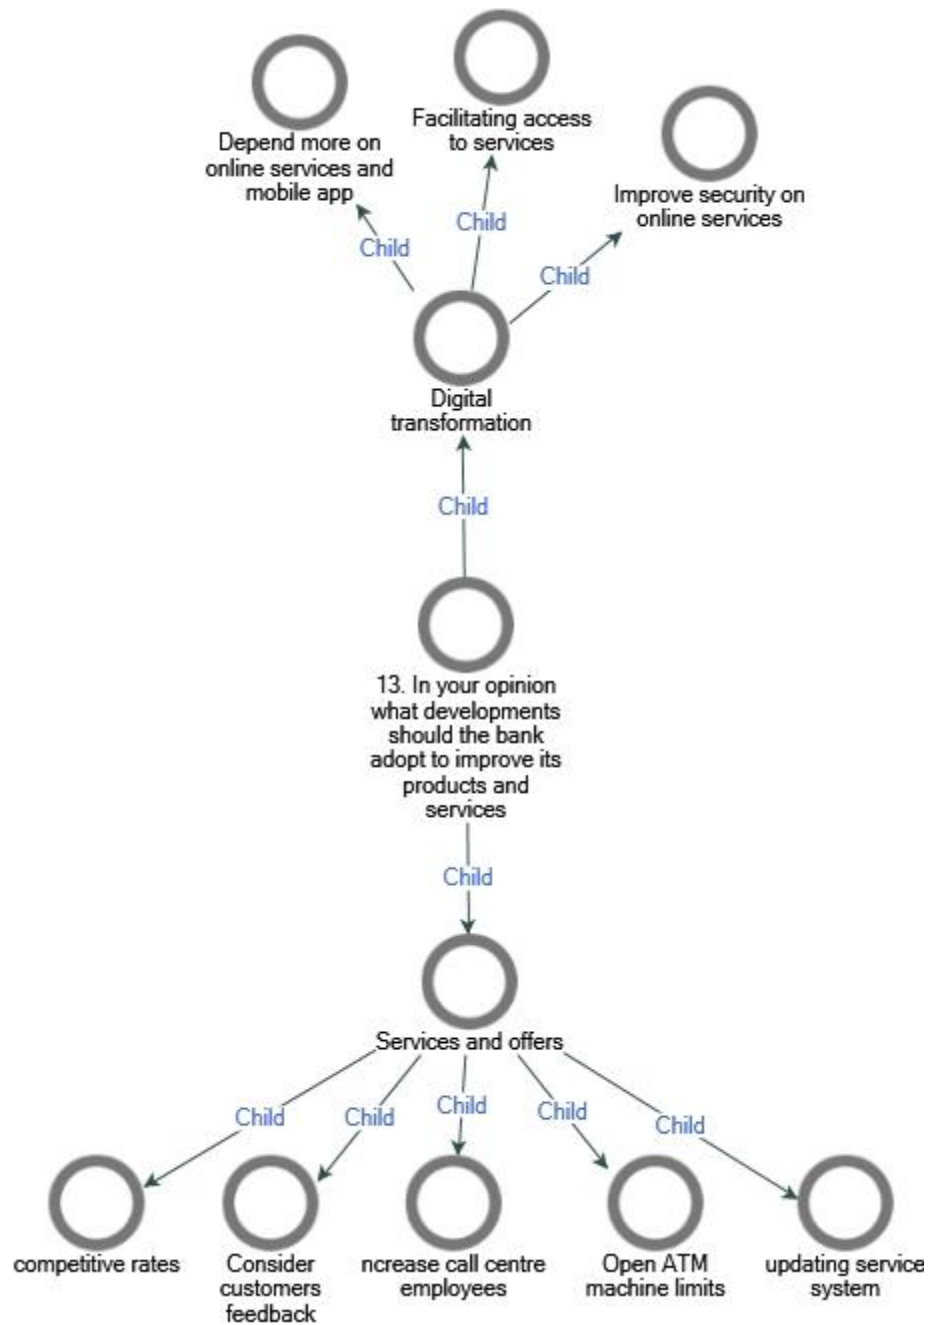 Depend more on
online services and
mobile app
Facilitating access
to services
Improve security on
online services
Child
Child
Child
Digital
transformation
Child
13. In your opinion
what developments
should the bank
adopt to improve its
products and
services
Child
Services and offers
Child
Child
Child
Child
Child
competitive rates
Consider
customers
feedback
ncrease call centre
employees
Open ATM
machine limits
updating service
system